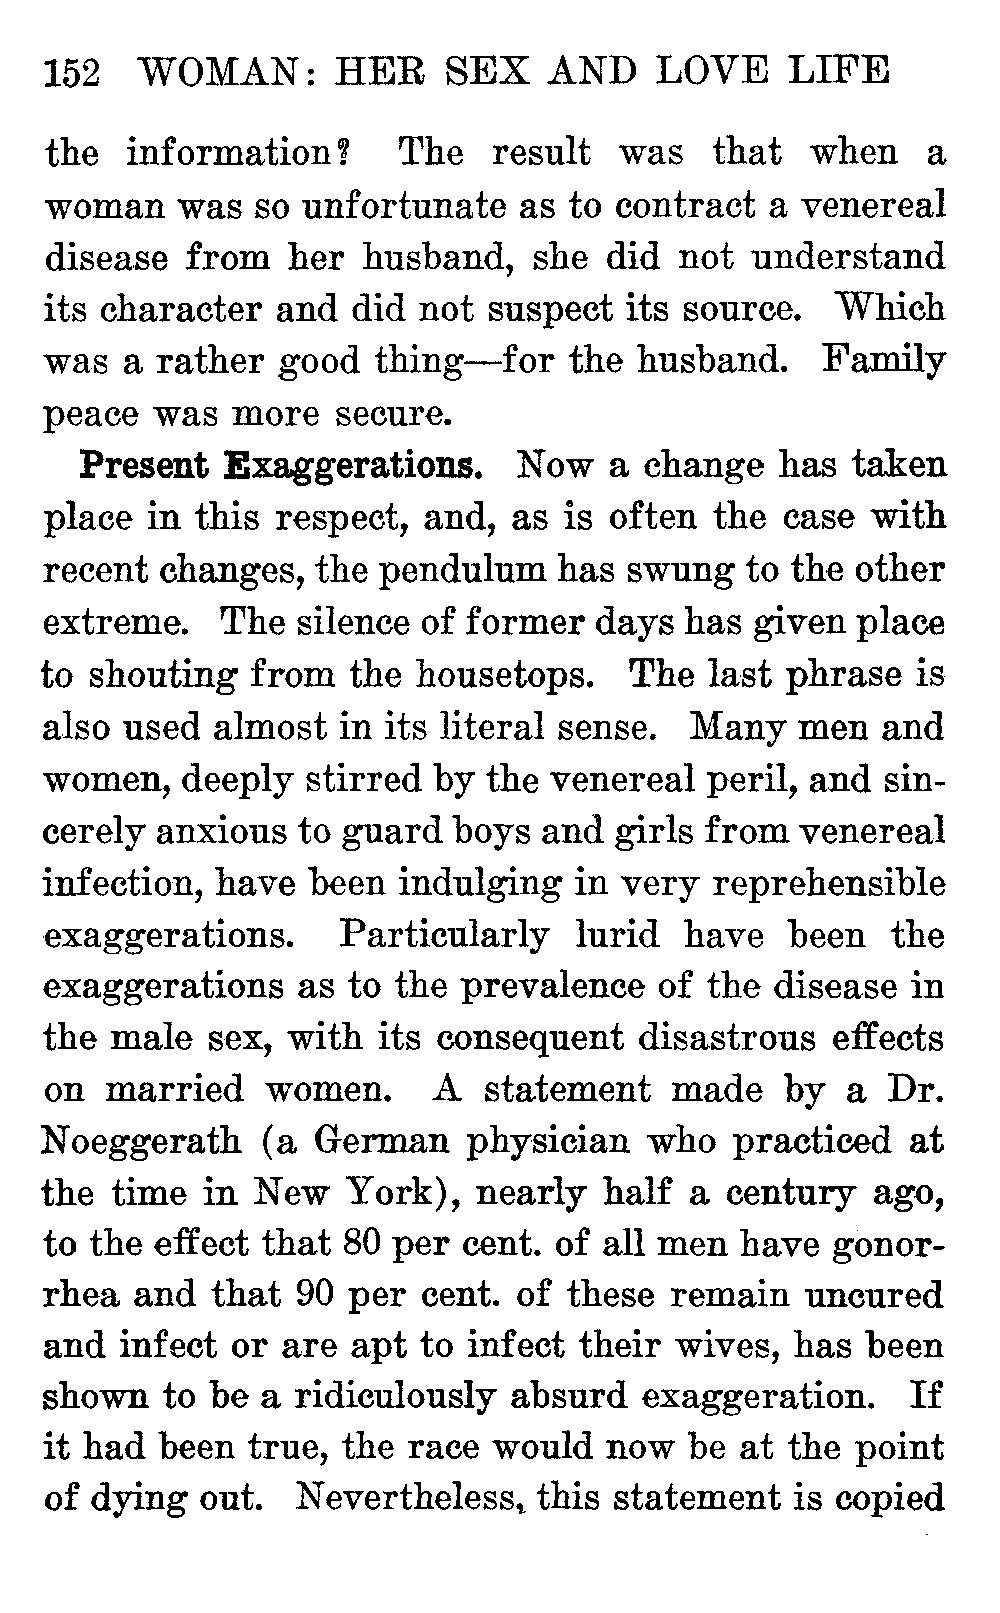 152 WOMAN: HER SEX AND LOVE LIFE
the information? The result was that when a
woman was so unfortunate as to contract a venereal
disease from her husband, she did not understand
its character and did not suspect its source. Which
was a rather good thing—for the husband. Family
peace was more secure.
Present Exaggerations. Now a change has taken
place in this respect, and, as is often the case with
recent changes, the pendulum has swung to the other
extreme. The silence of former days has given place
to shouting from the housetops. The last phrase is
also used almost in its literal sense. Many men and
women, deeply stirred by the venereal peril, and sin-
cerely anxious to guard boys and girls from venereal
infection, have been indulging in very reprehensible
exaggerations. Particularly lurid have been the
exaggerations as to the prevalence of the disease in
the male sex, with its consequent disastrous effects
on married women. A statement made by a Dr.
Noeggerath (a German physician who practiced at
the time in New York), nearly half a century ago,
to the effect that 80 per cent. of all men have gonor-
rhea and that 90 per cent. of these remain uncured
and infect or are apt to infect their wives, has been
shown to be a ridiculously absurd exaggeration. If
it had been true, the race would now be at the point
of dying out. Nevertheless, this statement is copied